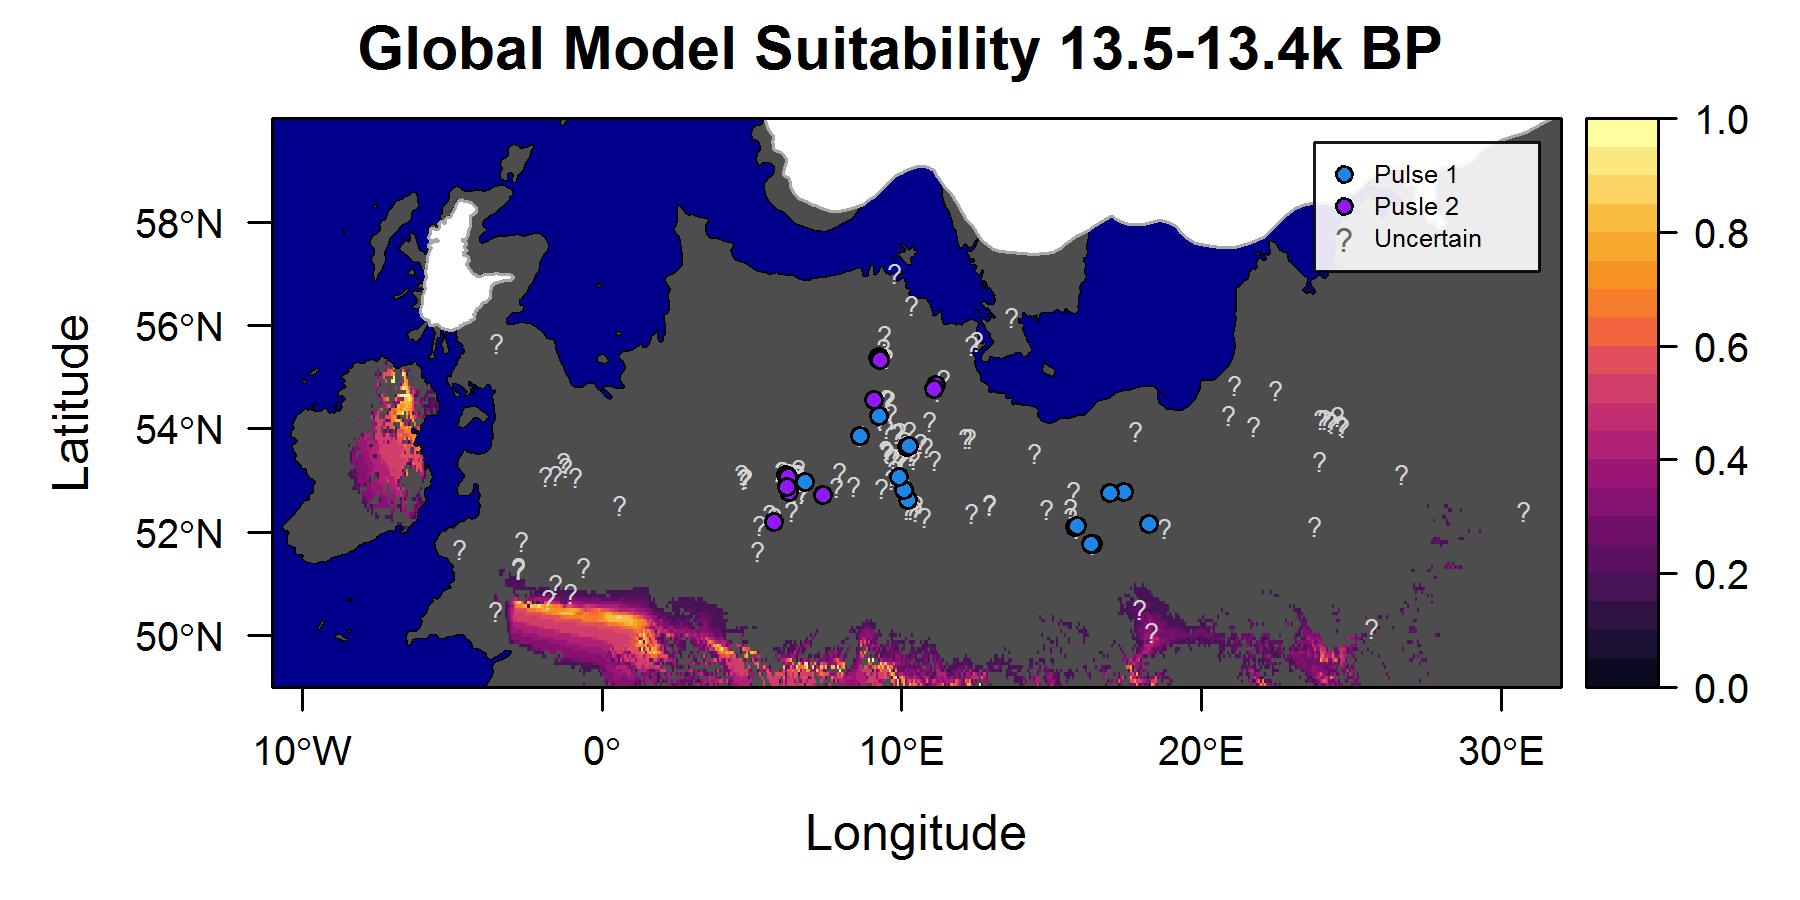 Global Model Suitability 13.5-13.4k BP
Pulse 1
Pusle 2
? Uncertain
58°N
56°N
54°N
52°N
50°N
Latitude
10°W
0°
10°E
20°E
30°E
Longitude
1.0
0.8
0.6
0.4
0.2
0.0